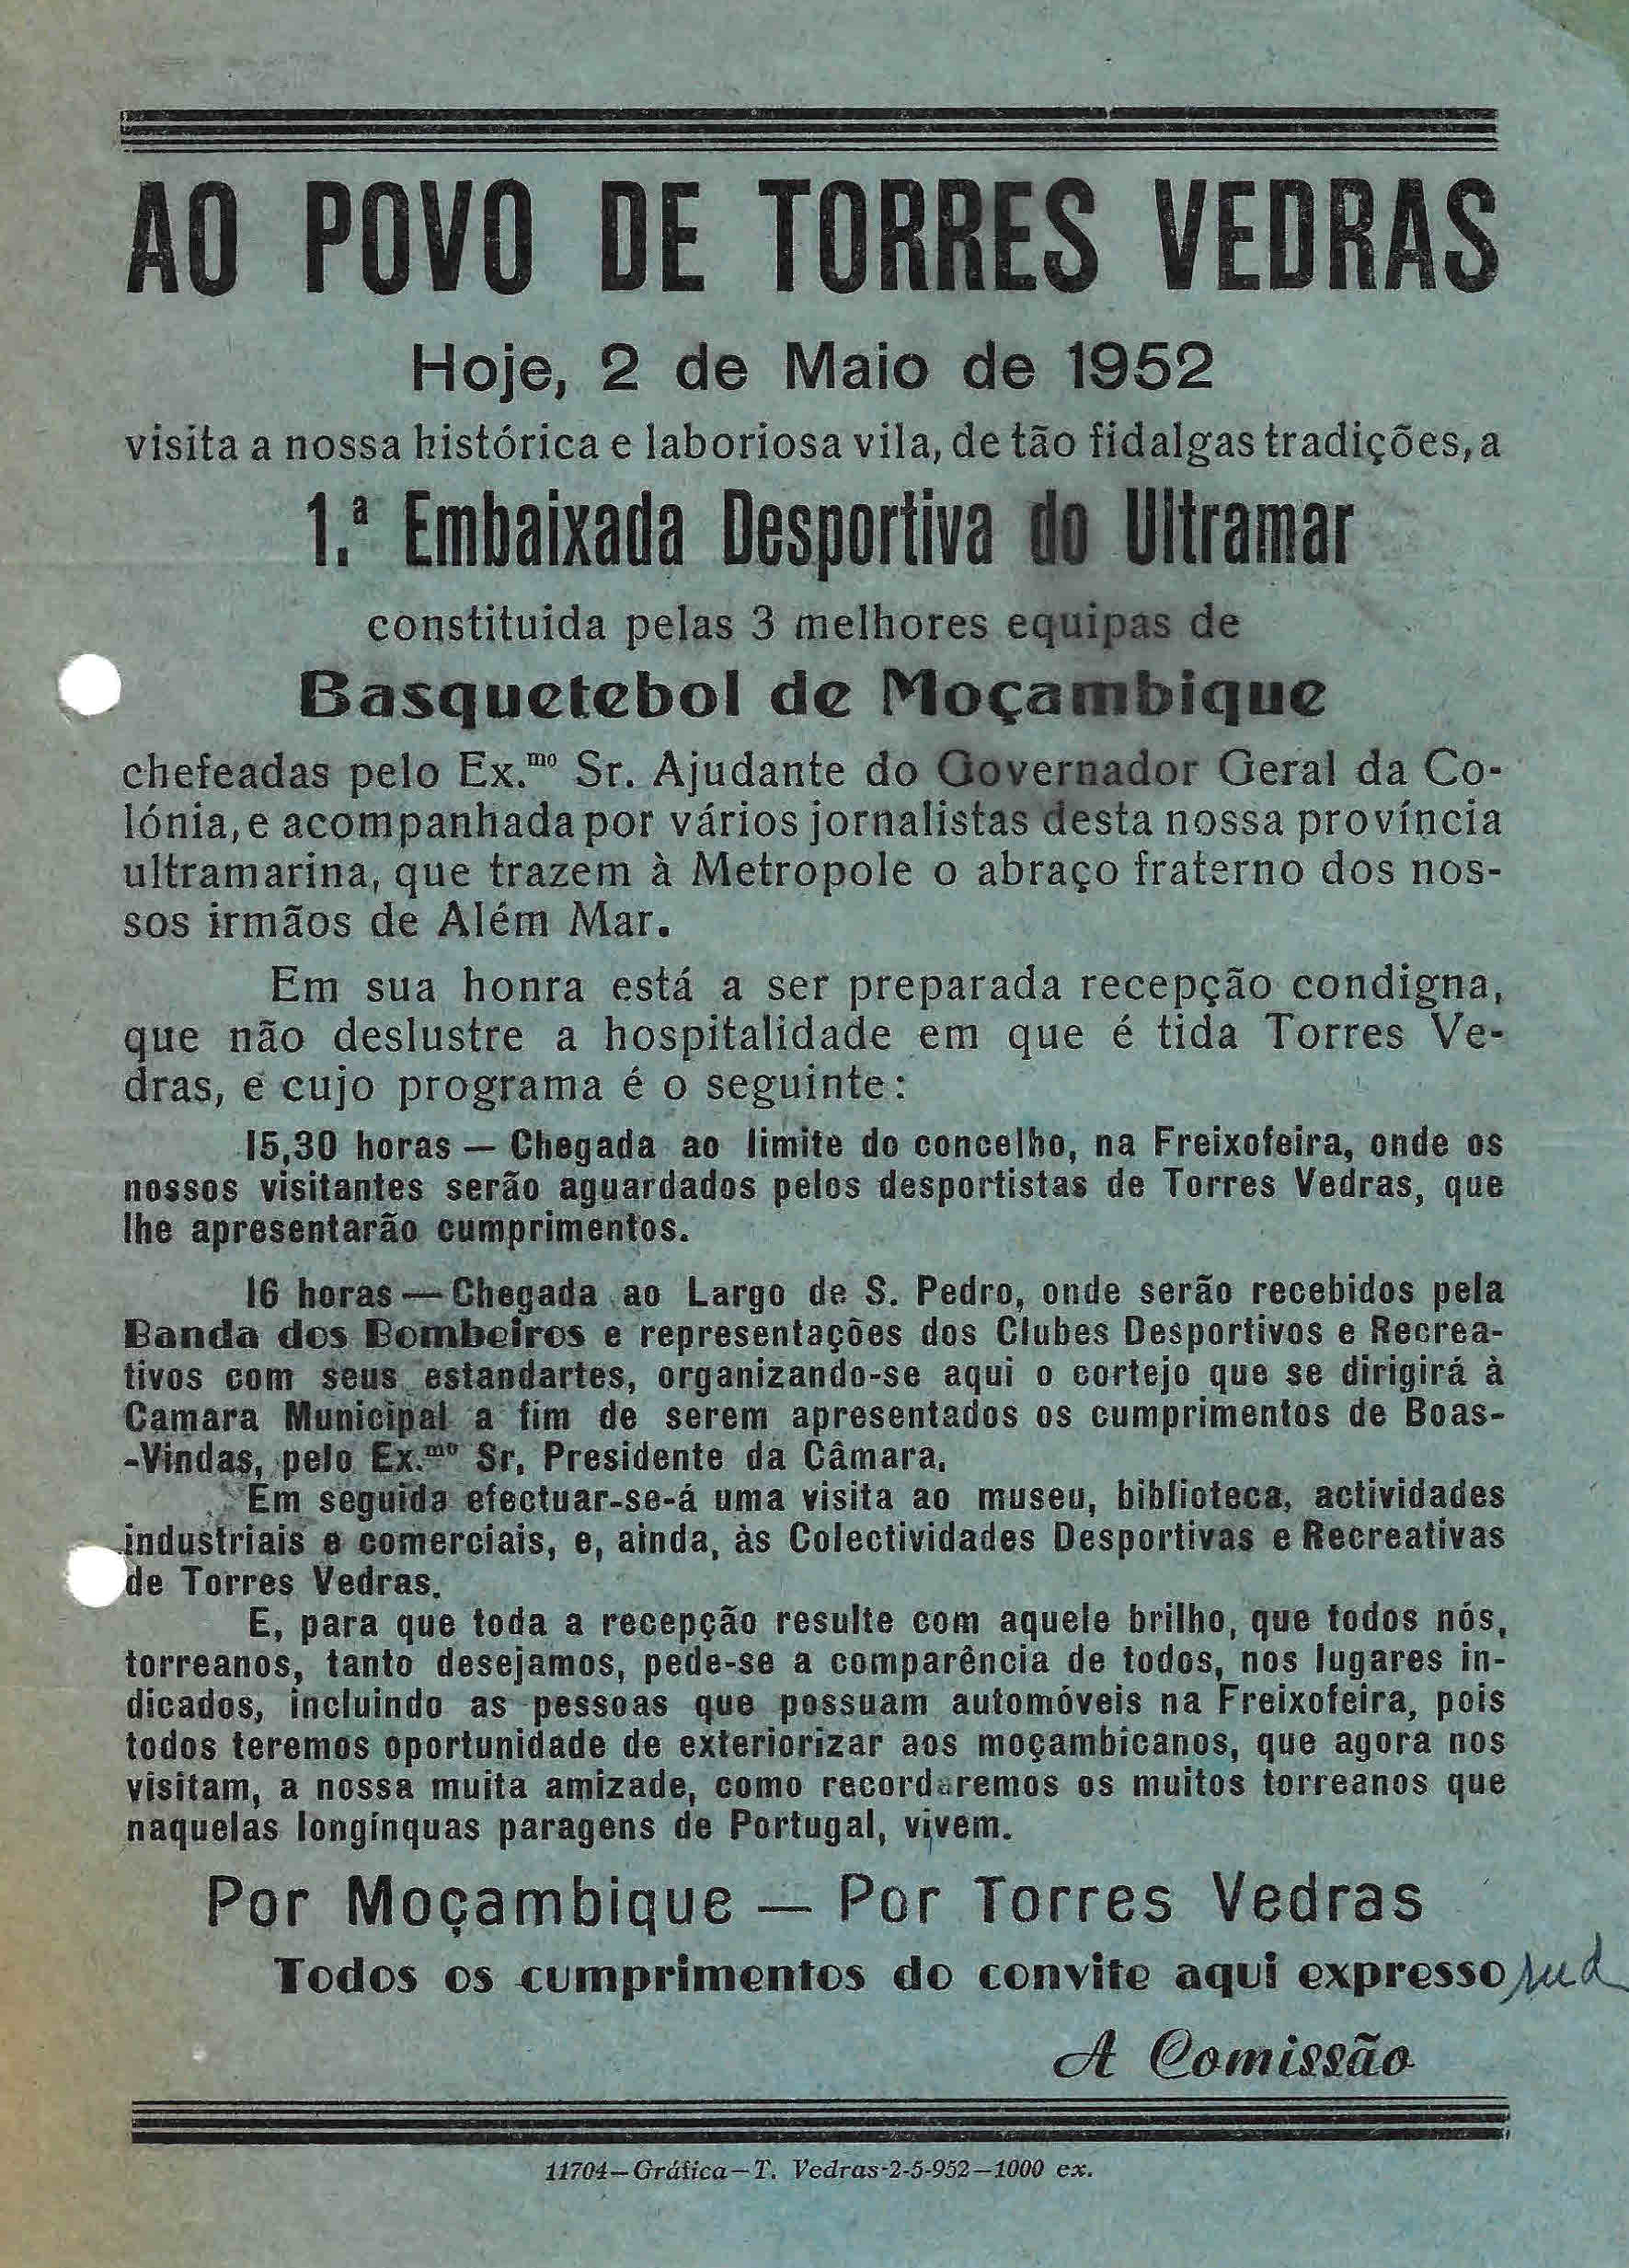 AO POVO DE TORRES VEDRAS
Hoje, 2 de Maio de 1952
visita a nossa histórica e laboriosa vila, de tão fidalgas tradições, a
1.ª Embaixada Desportiva do Ultramar
constituida pelas 3 melhores equipas de
Basquetebol de Moçambique
chefeadas pelo Ex.mo Sr. Ajudante do Governador Geral da Co-
lónia, e acompanhada por vários jornalistas desta nossa província
ultramarina, que trazem à Metropole o abraço fraterno dos nos-
sos irmãos de Além Mar.
Em sua honra está a ser preparada recepção condigna,
que não deslustre a hospitalidade em que é tida Torres Ve-
dras, e cujo programa é o seguinte:
15,30 horas — Chegada ao limite do concelho, na Freixofeira, onde os
nossos visitantes serão aguardados pelos desportistas de Torres Vedras, que
lhe apresentarão cumprimentos.
16 horas — Chegada ao Largo de S. Pedro, onde serão recebidos pela
Banda dos Bombeiros e representações dos Clubes Desportivos e Recrea-
tivos com seus estandartes, organizando-se aqui o cortejo que se dirigirá à
Camara Municipal a fim de serem apresentados os cumprimentos de Boas-
-Vindas, pelo Ex.mo Sr. Presidente da Câmara.
Em seguida efectuar-se-á uma visita ao museu, biblioteca, actividades
industriais e comerciais, e, ainda, às Colectividades Desportivas e Recreativas
de Torres Vedras.
E, para que toda a recepção resulte com aquele brilho, que todos nós,
torreanos, tanto desejamos, pede-se a comparência de todos, nos lugares in-
dicados, incluindo as pessoas que possuam automóveis na Freixofeira, pois
todos teremos oportunidade de exteriorizar aos moçambicanos, que agora nos
visitam, a nossa muita amizade, como recordaremos os muitos torreanos que
naquelas longínquas paragens de Portugal, vivem.
Por Moçambique — Por Torres Vedras
Todos os cumprimentos do convite aqui expresso
A Comissão
11704—Gráfica—T. Vedras-2-5-952—1000 ex.